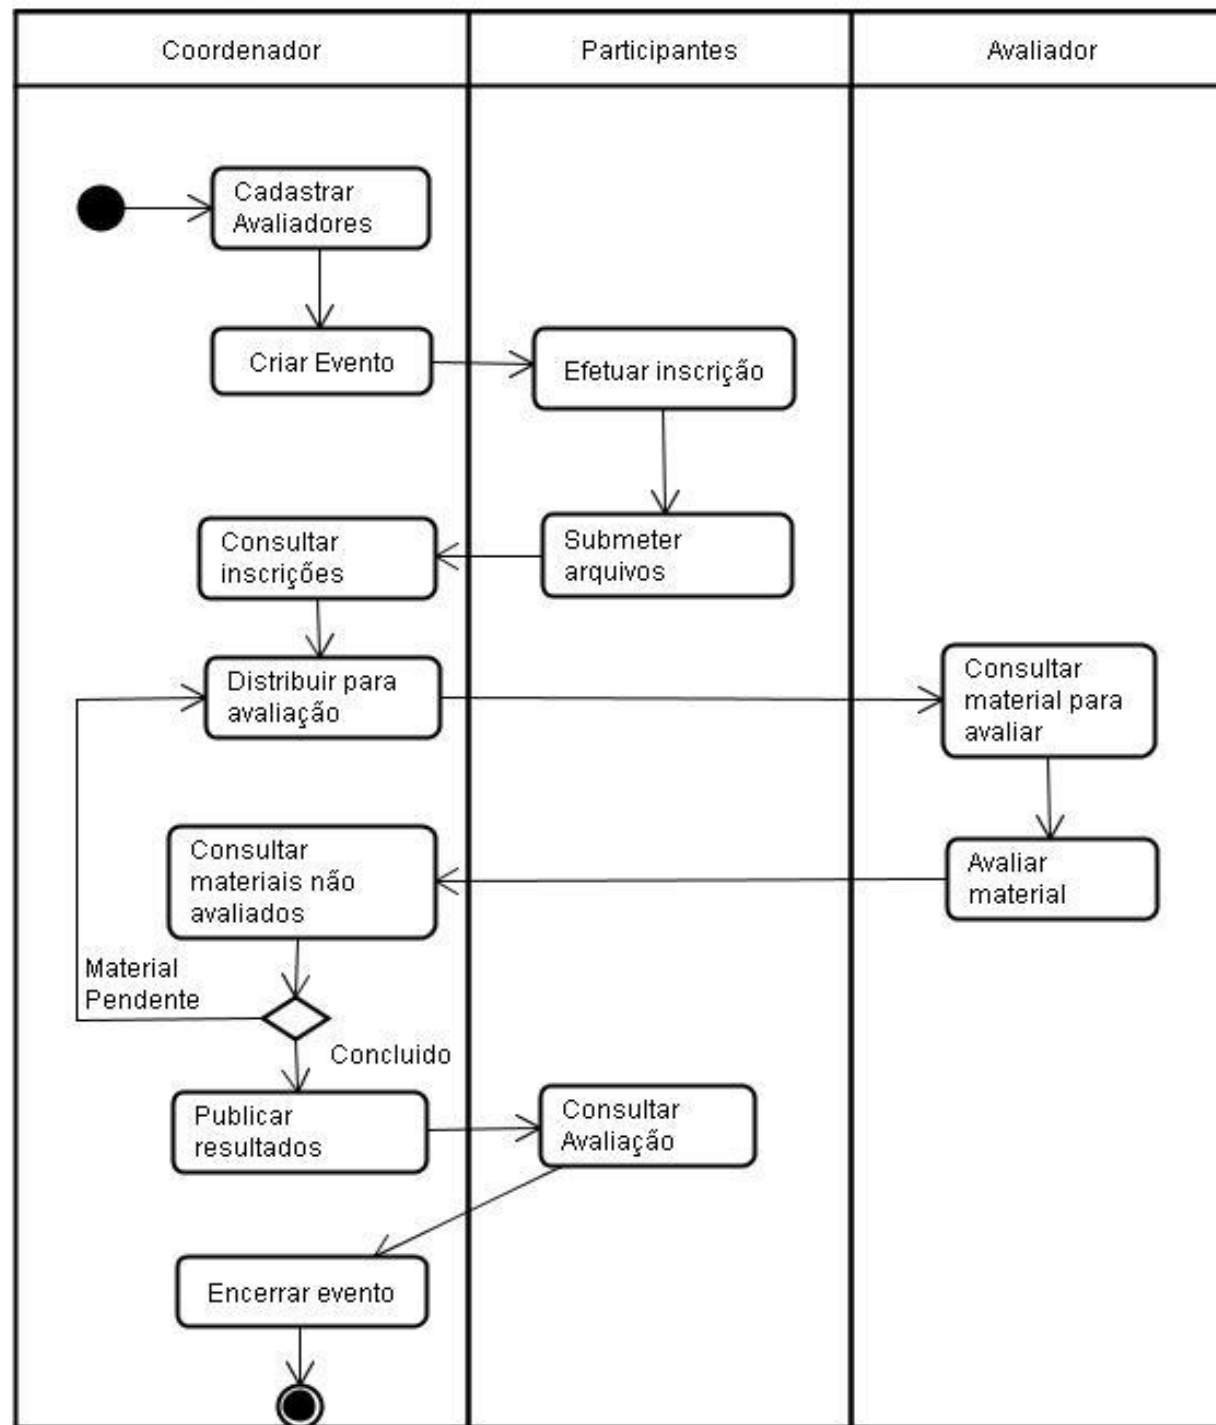 Coordenador
Participantes
Avaliador
Cadastrar
Avaliadores
Criar Evento
Efetuar inscrição
Submeter
arquivos
Consultar
inscrições
Distribuir para
avaliação
Consultar
material para
avaliar
Avaliar
material
Consultar
materiais não
avaliados
Material
Pendente
Concluido
Publicar
resultados
Consultar
Avaliação
Encerrar evento